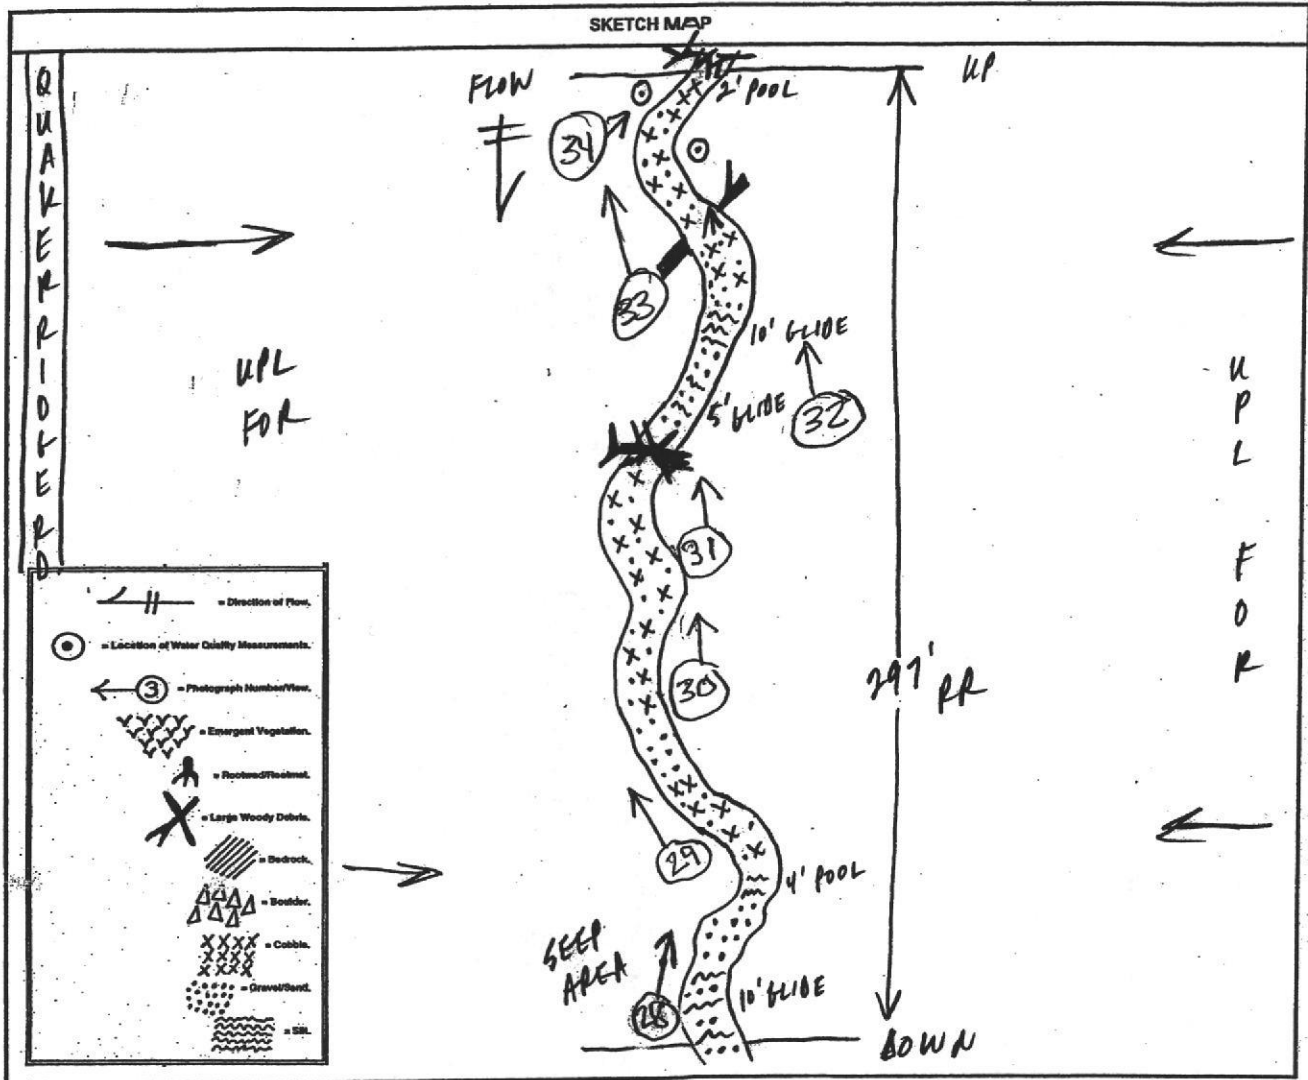 SKETCH MAP
QUAKER RIDGE RD
FLOW
UP
2' POOL
34
33
10' GLIDE
UPL
FOR
5' GLIDE
32
UPL FOR
31
30
297'
RR
29
4' POOL
SEEP
AREA
28
10' GLIDE
DOWN
= Direction of Flow.
= Location of Water Quality Measurements.
3 = Photograph Number/View.
= Emergent Vegetation.
= Rootwad/Rootmat.
= Large Woody Debris.
= Bedrock.
= Boulder.
= Cobble.
= Gravel/Sand.
= Silt.